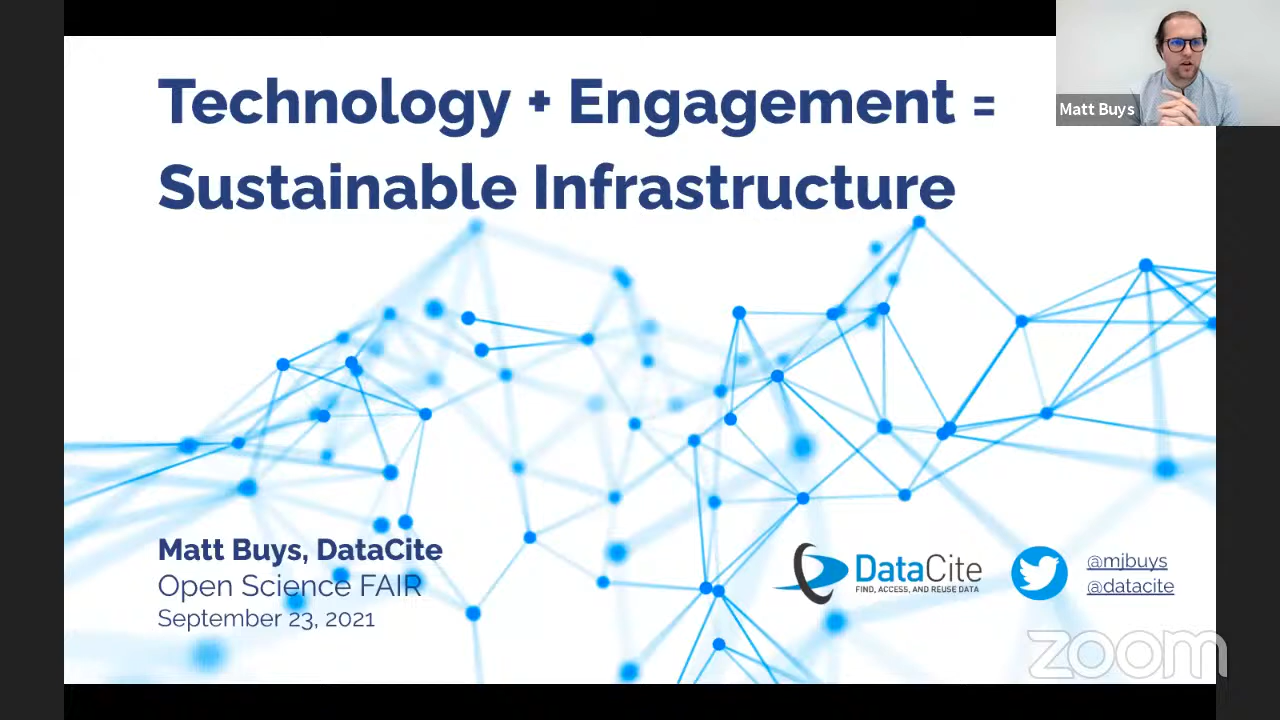 Technology + Engagement =
Sustainable Infrastructure
Matt Buys
Matt Buys, DataCite
Open Science FAIR
September 23, 2021
DataCite
FIND, ACCESS, AND REUSE DATA
@mjbuys
@datacite
zoom